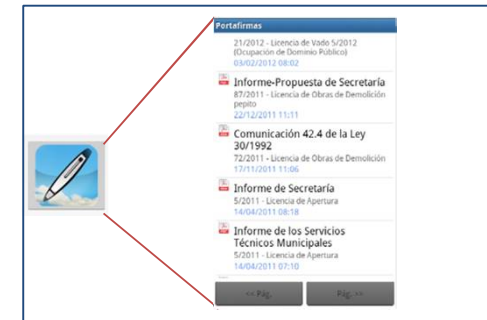 Portafirmas
21/2012 - Licencia de Vado 5/2012
(Ocupación de Dominio Público)
03/02/2012 08:02
Informe-Propuesta de Secretaría
87/2011 - Licencia de Obras de Demolición
pepito
22/12/2011 11:11
Comunicación 42.4 de la Ley
30/1992
72/2011 - Licencia de Obras de Demolición
17/11/2011 11:06
Informe de Secretaría
5/2011 - Licencia de Apertura
14/04/2011 08:18
Informe de los Servicios
Técnicos Municipales
5/2011 - Licencia de Apertura
14/04/2011 07:10
<< Pág. Pág. >>